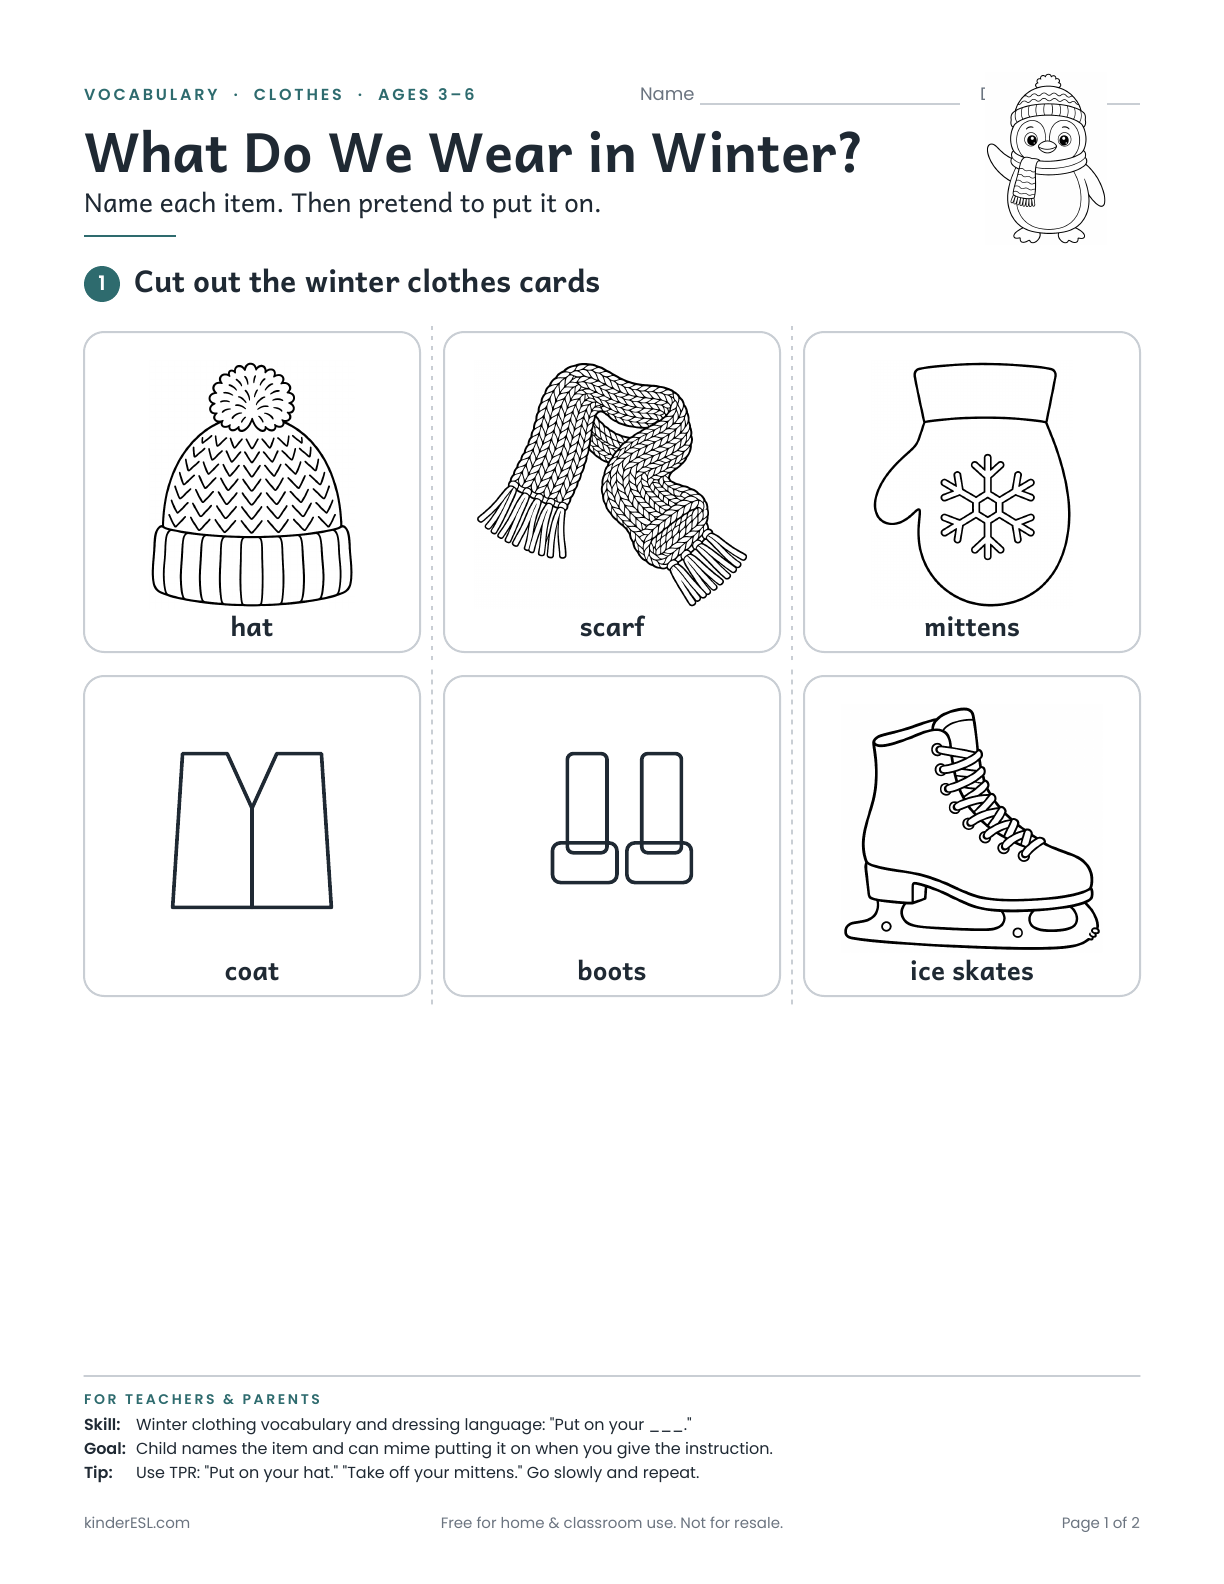 VOCABULARY · CLOTHES · AGES 3–6
Name
What Do We Wear in Winter?
Name each item. Then pretend to put it on.
1 Cut out the winter clothes cards
hat
scarf
mittens
coat
boots
ice skates
FOR TEACHERS & PARENTS
Skill: Winter clothing vocabulary and dressing language: "Put on your ___."
Goal: Child names the item and can mime putting it on when you give the instruction.
Tip: Use TPR: "Put on your hat." "Take off your mittens." Go slowly and repeat.
kinderESL.com
Free for home & classroom use. Not for resale.
Page 1 of 2